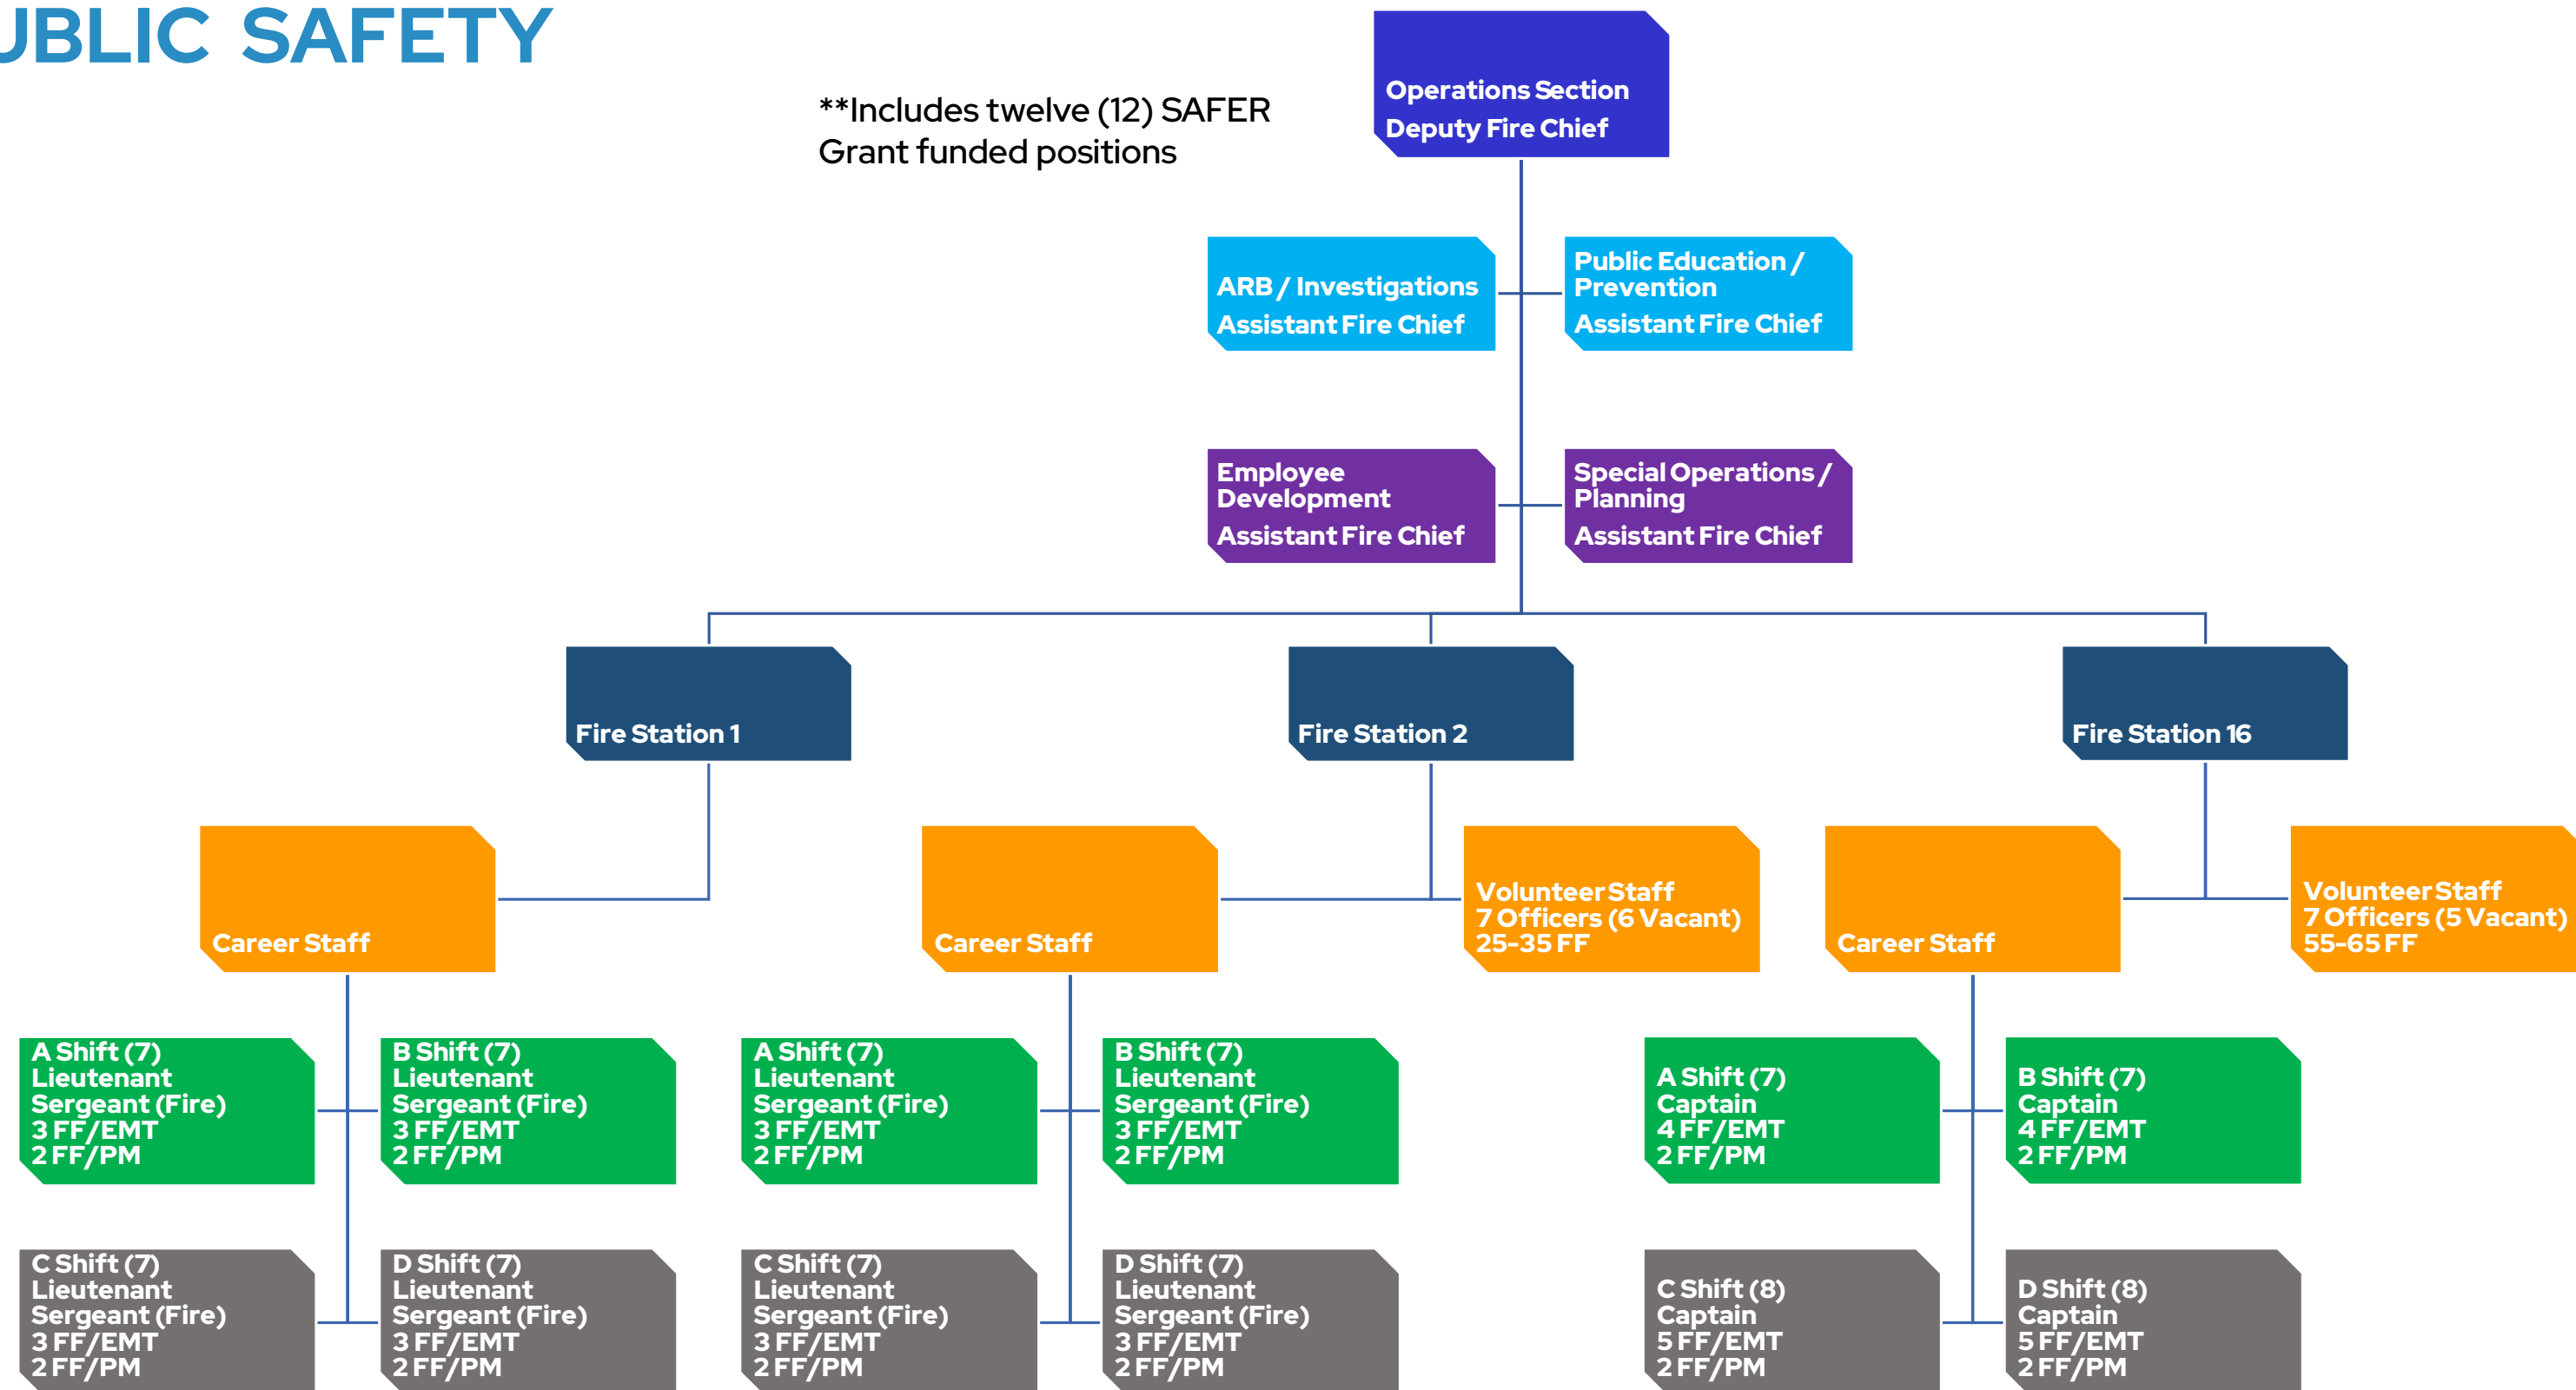 UBLIC SAFETY
**Includes twelve (12) SAFER
Grant funded positions
Operations Section
Deputy Fire Chief
ARB / Investigations
Assistant Fire Chief
Public Education /
Prevention
Assistant Fire Chief
Employee
Development
Assistant Fire Chief
Special Operations /
Planning
Assistant Fire Chief
Fire Station 1
Fire Station 2
Fire Station 16
Career Staff
Career Staff
Volunteer Staff
7 Officers (6 Vacant)
25-35 FF
Career Staff
Volunteer Staff
7 Officers (5 Vacant)
55-65 FF
A Shift (7)
Lieutenant
Sergeant (Fire)
3 FF/EMT
2 FF/PM
B Shift (7)
Lieutenant
Sergeant (Fire)
3 FF/EMT
2 FF/PM
A Shift (7)
Lieutenant
Sergeant (Fire)
3 FF/EMT
2 FF/PM
B Shift (7)
Lieutenant
Sergeant (Fire)
3 FF/EMT
2 FF/PM
A Shift (7)
Captain
4 FF/EMT
2 FF/PM
B Shift (7)
Captain
4 FF/EMT
2 FF/PM
C Shift (7)
Lieutenant
Sergeant (Fire)
3 FF/EMT
2 FF/PM
D Shift (7)
Lieutenant
Sergeant (Fire)
3 FF/EMT
2 FF/PM
C Shift (7)
Lieutenant
Sergeant (Fire)
3 FF/EMT
2 FF/PM
D Shift (7)
Lieutenant
Sergeant (Fire)
3 FF/EMT
2 FF/PM
C Shift (8)
Captain
5 FF/EMT
2 FF/PM
D Shift (8)
Captain
5 FF/EMT
2 FF/PM